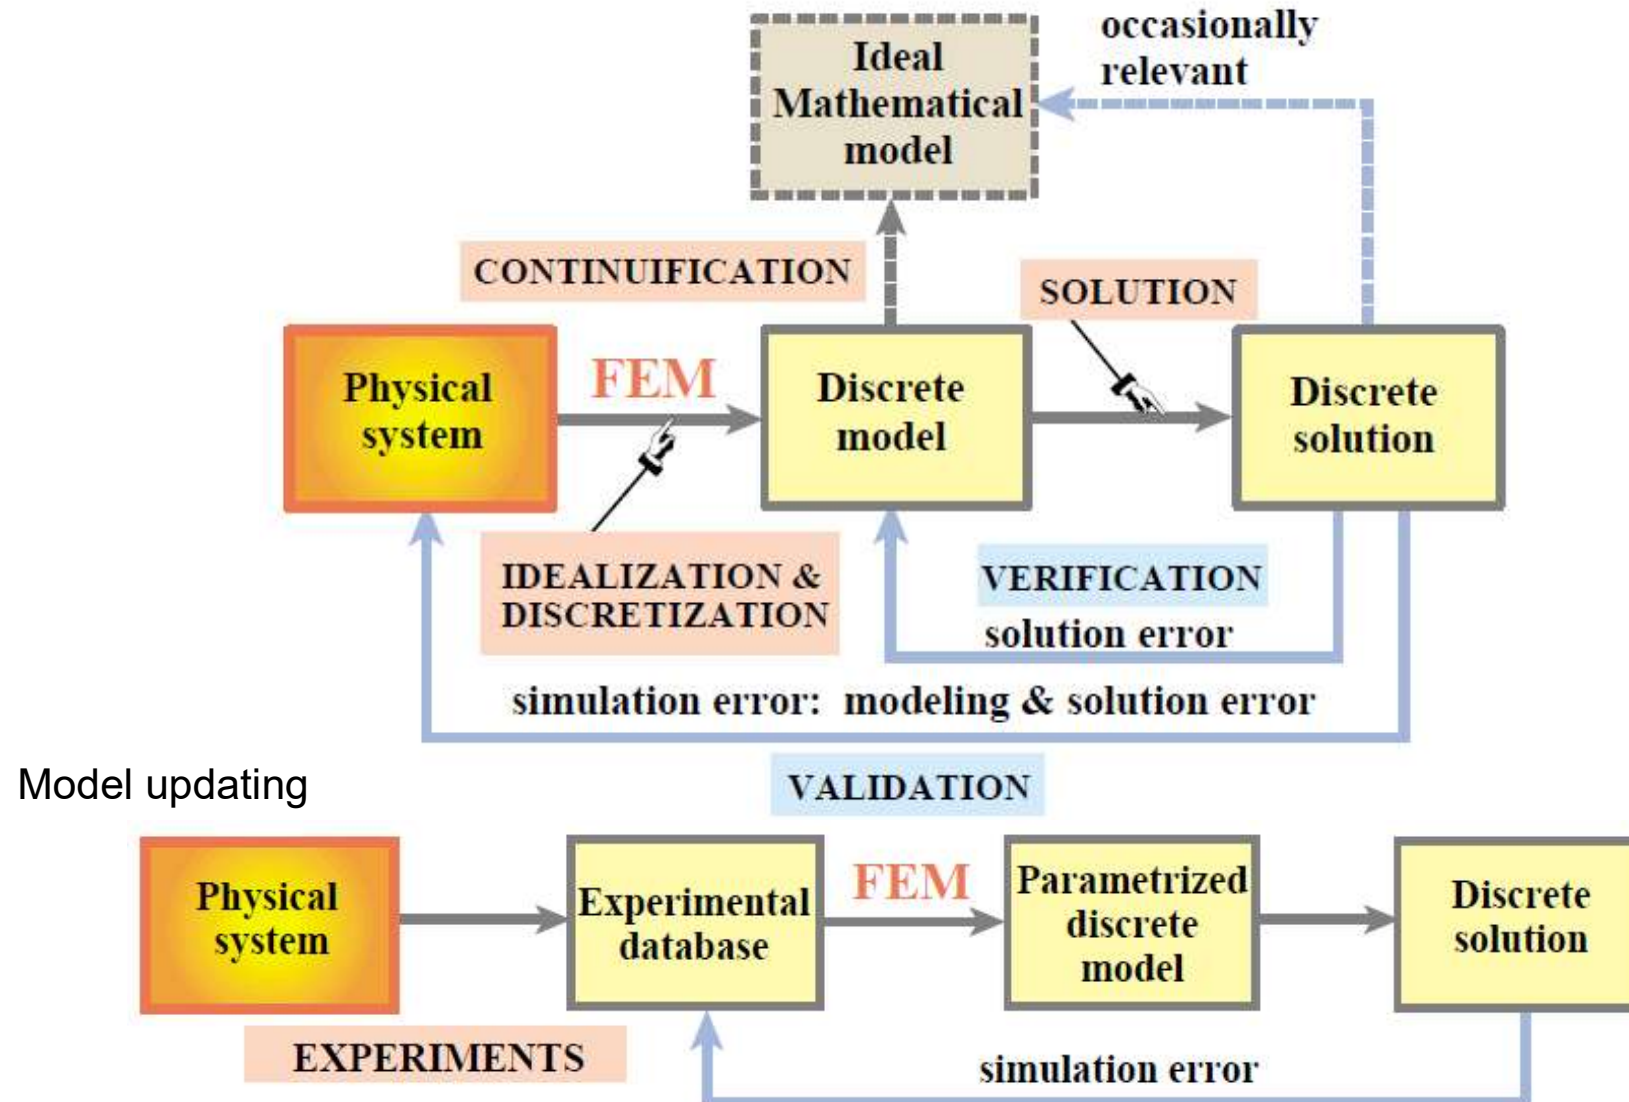 occasionally
relevant
Ideal
Mathematical
model
CONTINUIFICATION
SOLUTION
Physical
system
FEM
Discrete
model
Discrete
solution
IDEALIZATION &
DISCRETIZATION
VERIFICATION
solution error
simulation error: modeling & solution error
VALIDATION
Model updating
Physical
system
Experimental
database
FEM
Parametrized
discrete
model
Discrete
solution
EXPERIMENTS
simulation error